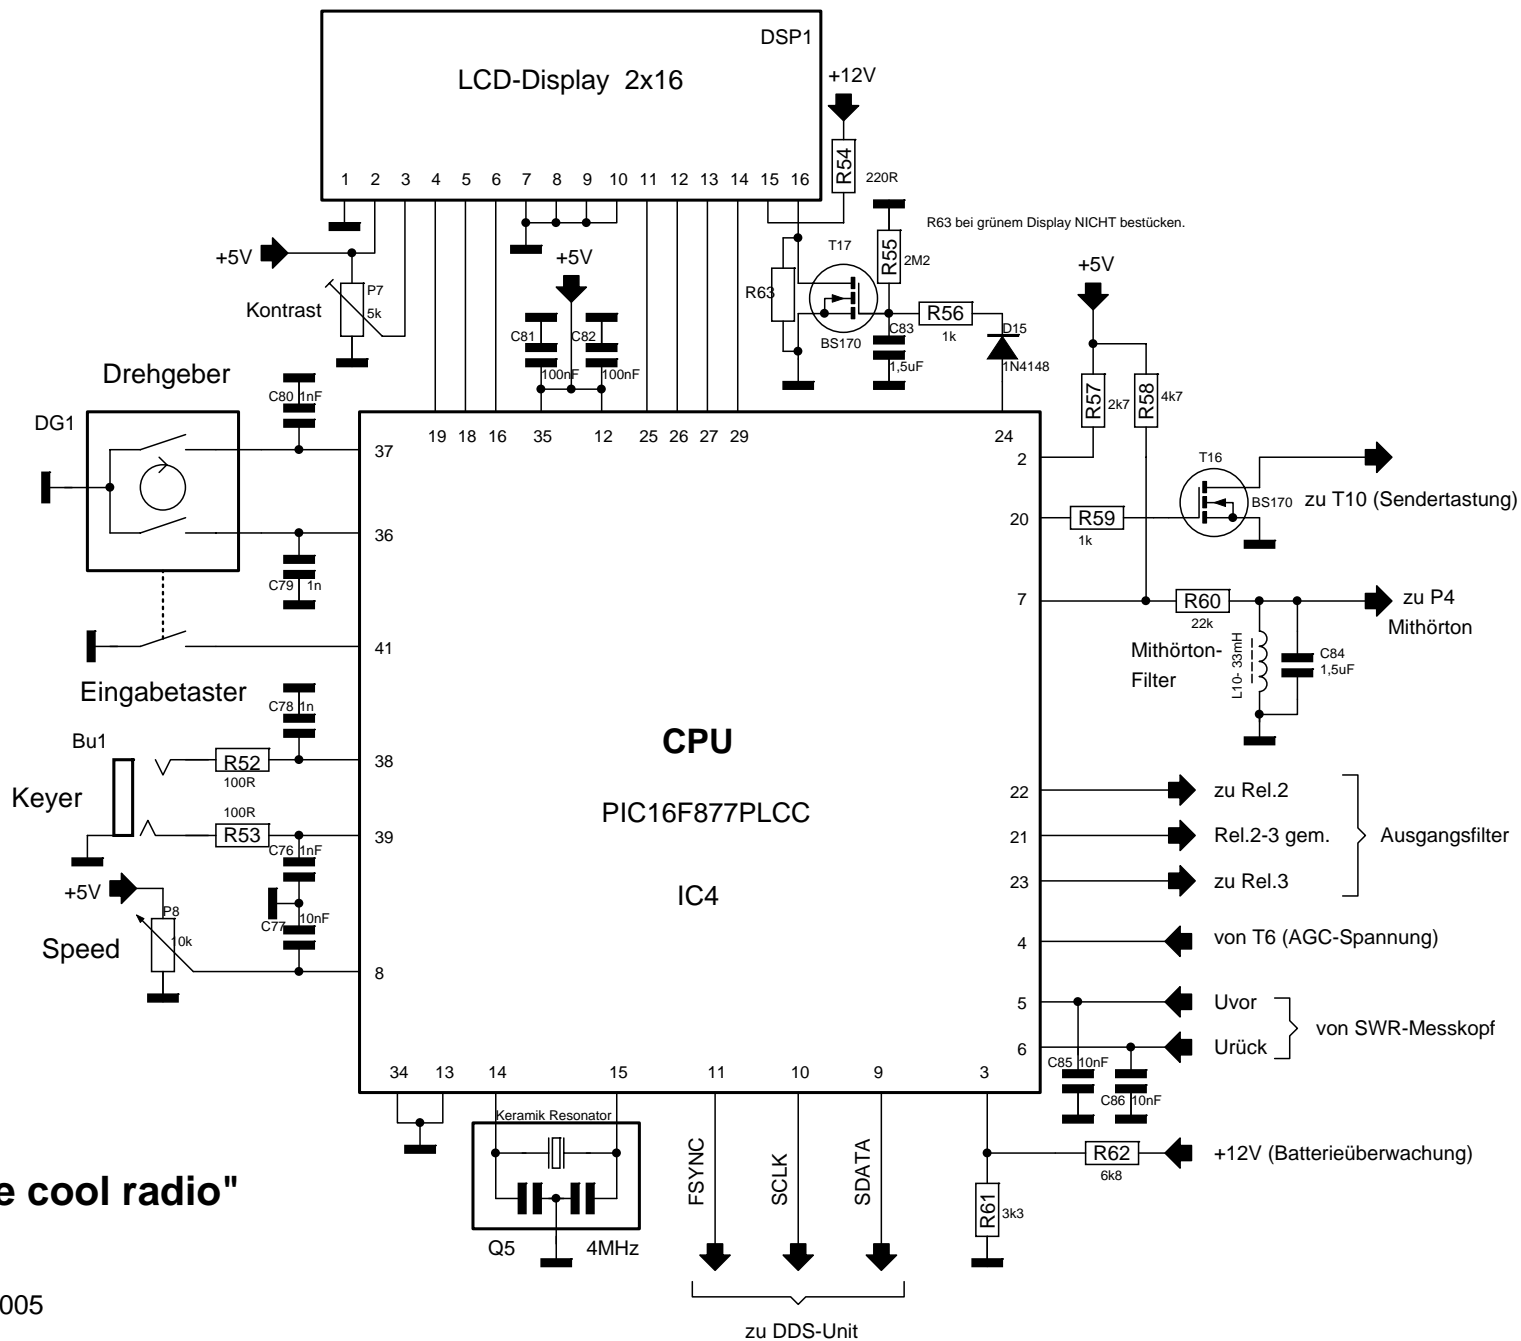 DSP1
LCD-Display 2x16
+12V
1 2 3 4 5 6 7 8 9 10 11 12 13 14 15 16
R54
220R
R63 bei grünem Display NICHT bestücken.
+5V
P7
5k
Kontrast
+5V
C81
100nF
C82
100nF
R63
T17
BS170
R55
2M2
C83
1,5uF
R56
1k
D15
1N4148
+5V
R57
2k7
R58
4k7
Drehgeber
DG1
C80 1nF
C79 1n
37
36
41
19 18 16 35 12 25 26 27 29 24
2
20
7
R59
1k
T16
BS170
zu T10 (Sendertastung)
R60
22k
zu P4
Mithörton
Mithörton-
Filter
L10- 33mH
C84
1,5uF
Eingabetaster
C78 1n
Bu1
Keyer
R52
100R
38
100R
R53
39
C76 1nF
C77
10nF
+5V
P8
10k
Speed
8
CPU
PIC16F877PLCC
IC4
22
zu Rel.2
21
Rel.2-3 gem.
23
zu Rel.3
Ausgangsfilter
4
von T6 (AGC-Spannung)
5
Uvor
6
Urück
von SWR-Messkopf
C85 10nF
C86 10nF
34 13 14 15 11 10 9 3
Keramik Resonator
Q5
4MHz
FSYNC
SCLK
SDATA
zu DDS-Unit
R62
6k8
+12V (Batterieüberwachung)
R61
3k3
e cool radio"
005